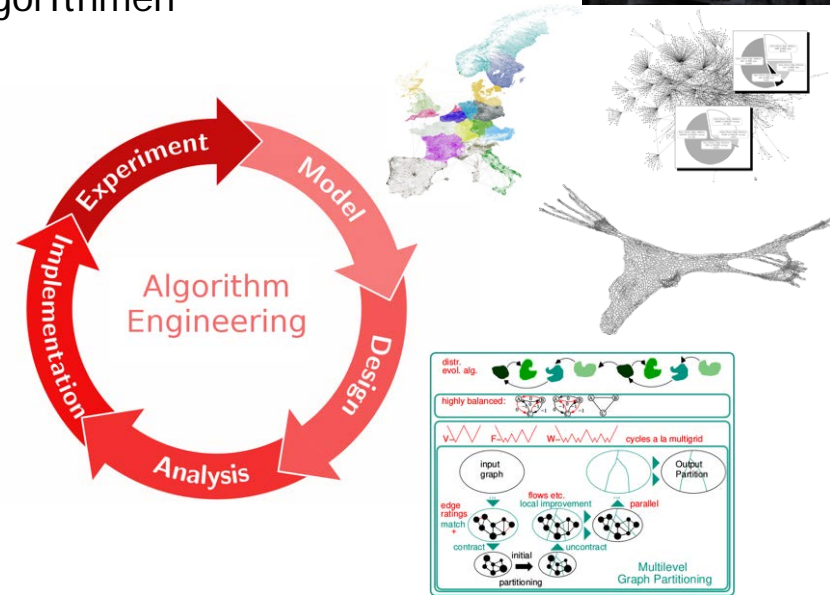 gorithmen
Experiment
Model
Design
Analysis
Implementation
Algorithm
Engineering
distr.
evol. alg.
highly balanced:
V– F– W– cycles a la multigrid
input
graph
Output
Partition
edge
ratings
match
+
flows etc.
local improvement
parallel
contract
initial
uncontract
partitioning
Multilevel
Graph Partitioning